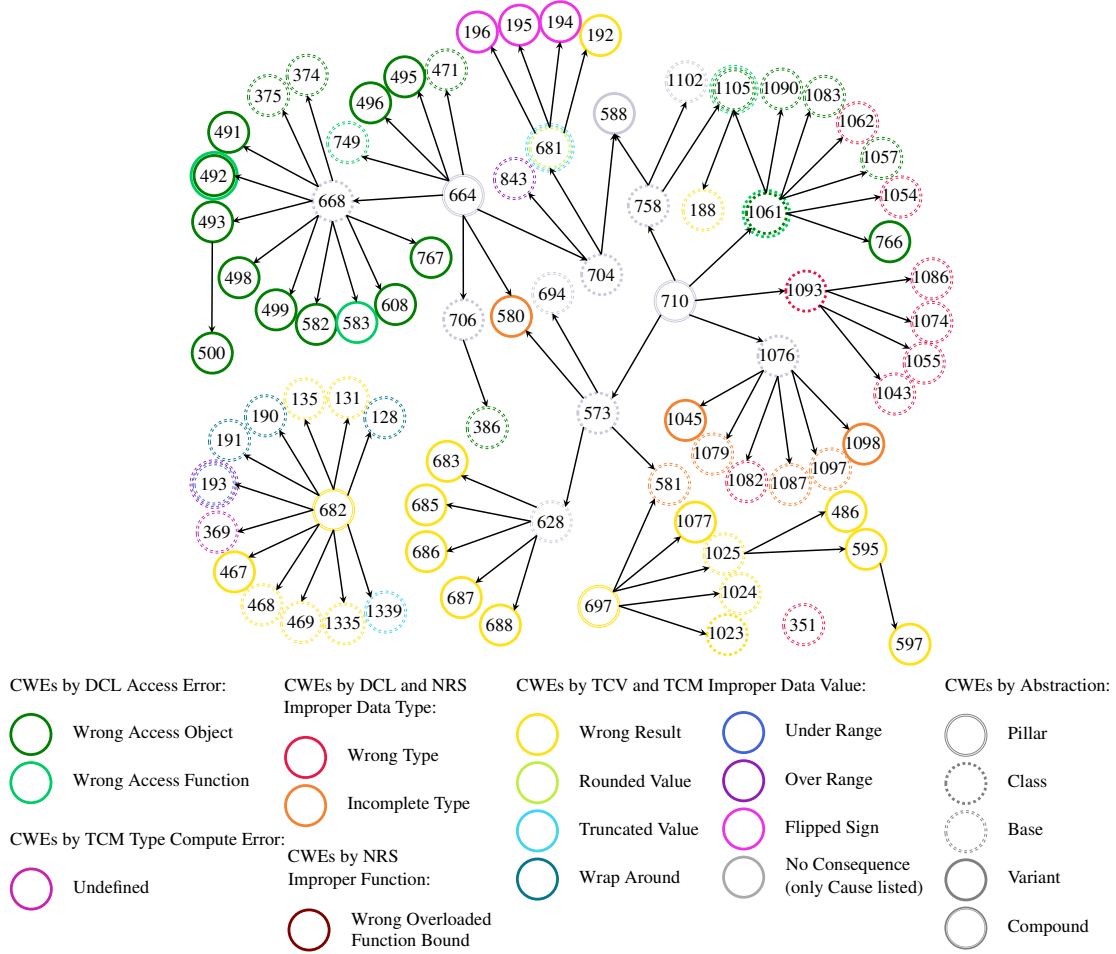 196
195
194
192
374
375
495
471
496
749
491
492
493
668
664
843
681
588
1102
1105
1090
1083
1062
1057
1054
758
188
1061
766
498
499
582
583
608
767
500
706
580
694
704
710
1093
1086
1074
1055
1043
1076
135
131
128
190
191
193
369
682
467
468
469
1335
1339
386
573
683
685
686
687
688
628
581
1045
1079
1082
1087
1097
1098
1077
1025
486
595
697
1024
1023
351
597
CWEs by DCL Access Error:
Wrong Access Object
Wrong Access Function
CWEs by TCM Type Compute Error:
Undefined
CWEs by DCL and NRS
Improper Data Type:
Wrong Type
Incomplete Type
CWEs by NRS
Improper Function:
Wrong Overloaded
Function Bound
CWEs by TCV and TCM Improper Data Value:
Wrong Result
Rounded Value
Truncated Value
Wrap Around
Under Range
Over Range
Flipped Sign
No Consequence
(only Cause listed)
CWEs by Abstraction:
Pillar
Class
Base
Variant
Compound